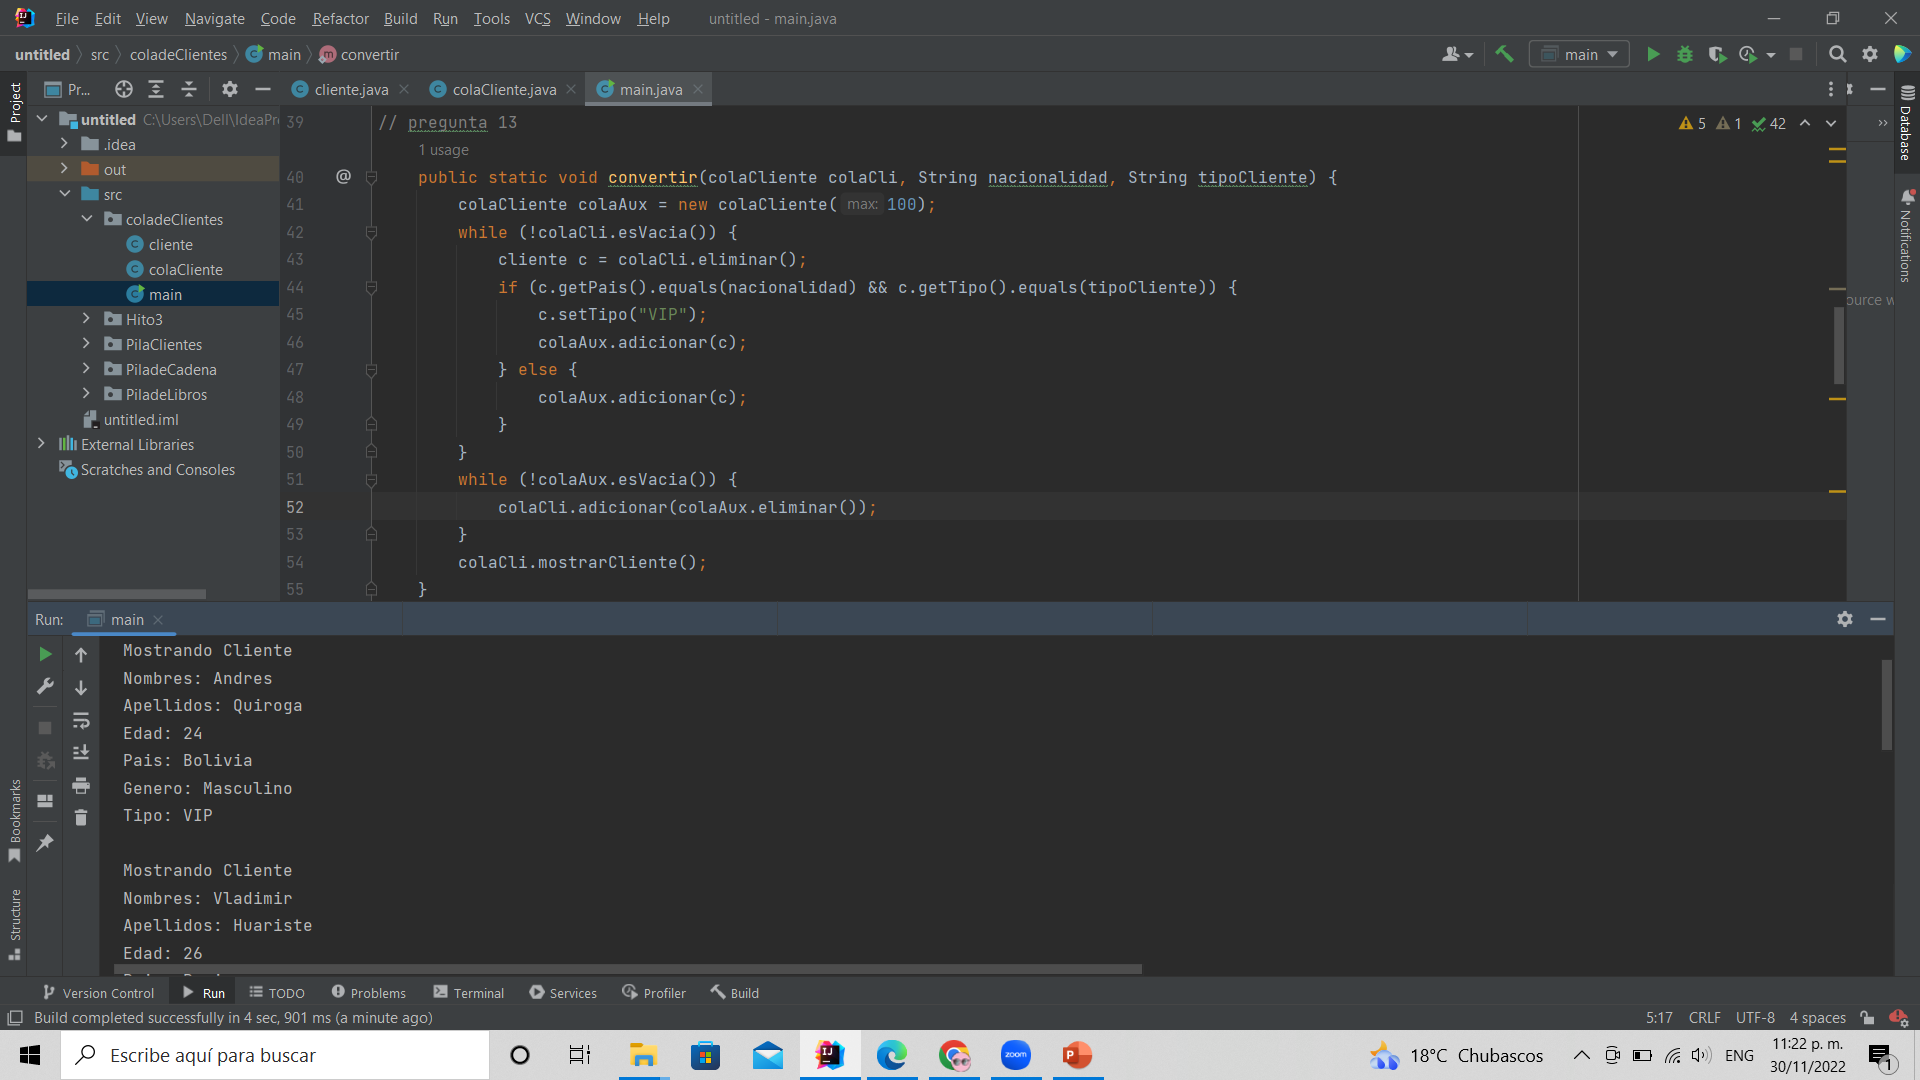 File Edit View Navigate Code Refactor Build Run Tools VCS Window Help untitled - main.java
untitled src coladeClientes main convertir
main
Project
Pr...
cliente.java colaCliente.java main.java
untitled C:\Users\Dell\IdeaPr
.idea
out
src
coladeClientes
cliente
colaCliente
main
Hito3
PilaClientes
PiladeCadena
PiladeLibros
untitled.iml
External Libraries
Scratches and Consoles
5 1 42
39 // pregunta 13
1 usage
40 @ public static void convertir(colaCliente colaCli, String nacionalidad, String tipoCliente) {
41 colaCliente colaAux = new colaCliente( max: 100);
42 while (!colaCli.esVacia()) {
43 cliente c = colaCli.eliminar();
44 if (c.getPais().equals(nacionalidad) && c.getTipo().equals(tipoCliente)) {
45 c.setTipo("VIP");
46 colaAux.adicionar(c);
47 } else {
48 colaAux.adicionar(c);
49 }
50 }
51 while (!colaAux.esVacia()) {
52 colaCli.adicionar(colaAux.eliminar());
53 }
54 colaCli.mostrarCliente();
55 }
Database
Notifications
ource w
Run: main
Mostrando Cliente
Nombres: Andres
Apellidos: Quiroga
Edad: 24
Pais: Bolivia
Genero: Masculino
Tipo: VIP
Mostrando Cliente
Nombres: Vladimir
Apellidos: Huariste
Edad: 26
Bookmarks
Structure
Version Control Run TODO Problems Terminal Services Profiler Build
Build completed successfully in 4 sec, 901 ms (a minute ago)
5:17 CRLF UTF-8 4 spaces
Escribe aquí para buscar
zoom
18°C Chubascos
ENG
11:22 p. m.
30/11/2022
1